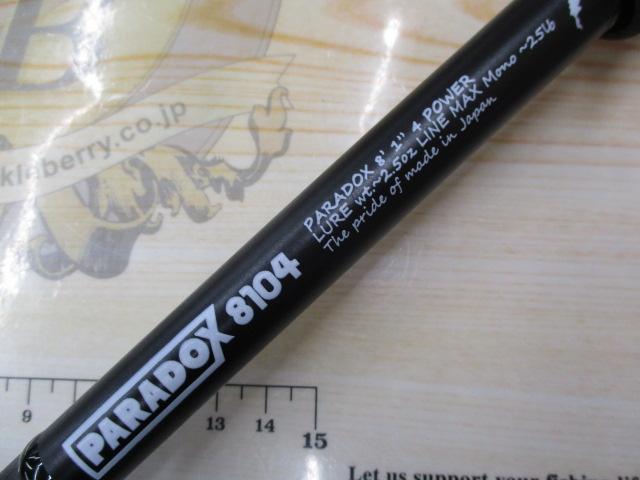 PARADOX 8104
PARADOX 8' 1" 4 POWER
LURE wt.~2.5oz LINE MAX Mono ~25lb
The pride of made in Japan
kleberry.co.jp
9
13 14 15
Let us support your fishing